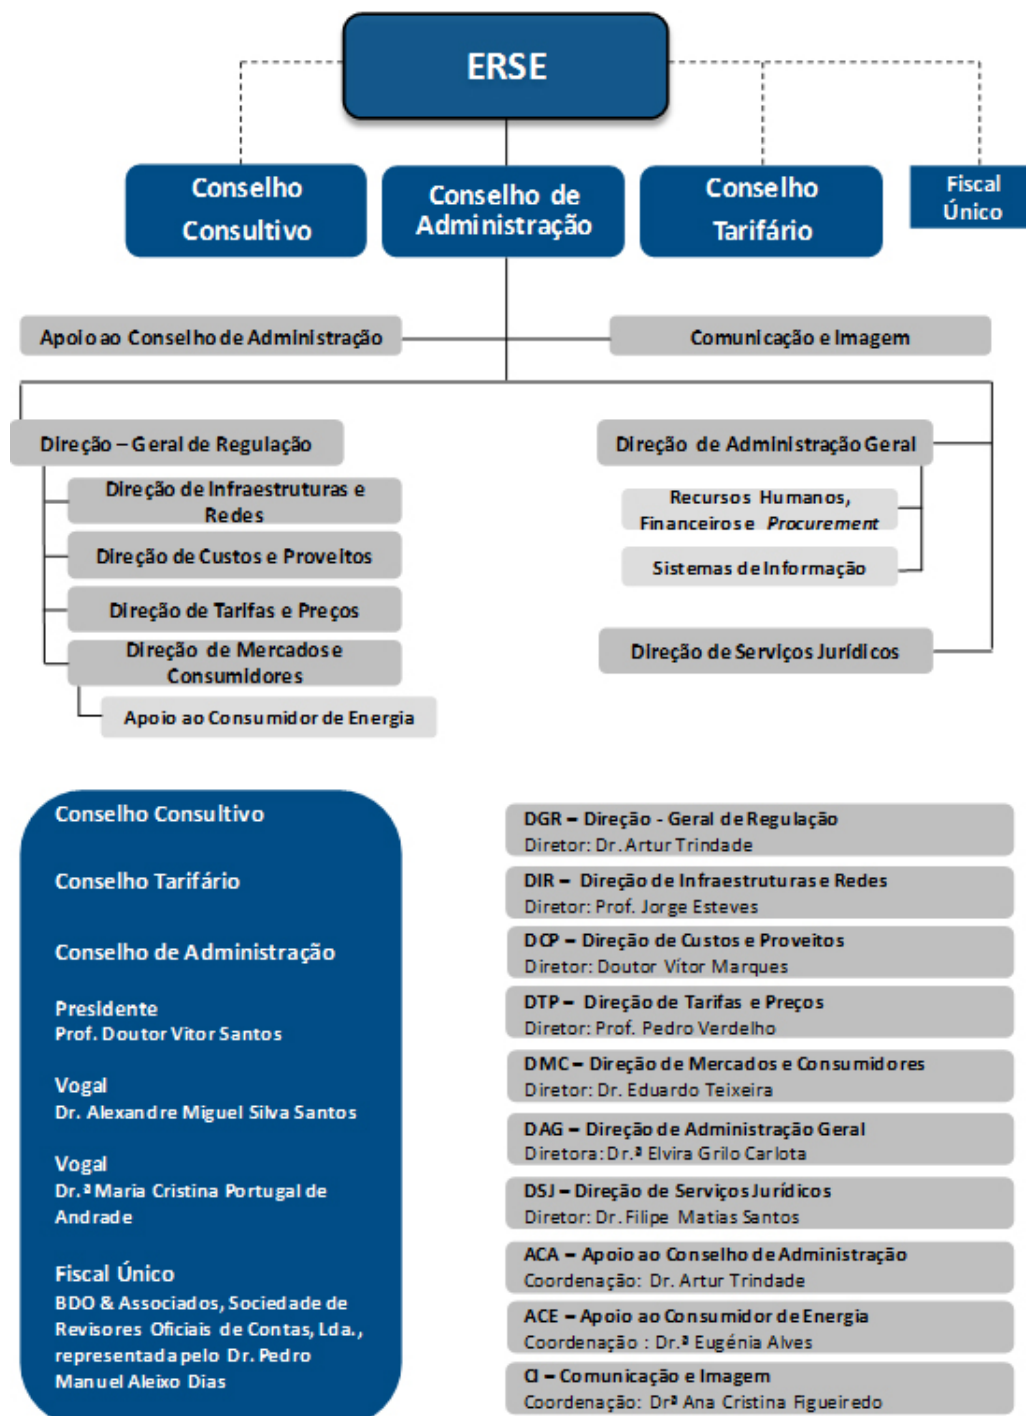 ERSE
Conselho
Consultivo
Conselho de
Administração
Conselho
Tarifário
Fiscal
Único
Apoio ao Conselho de Administração
Comunicação e Imagem
Direção – Geral de Regulação
Direção de Infraestruturas e
Redes
Direção de Custos e Proveitos
Direção de Tarifas e Preços
Direção de Mercados e
Consumidores
Apoio ao Consumidor de Energia
Direção de Administração Geral
Recursos Humanos,
Financeiros e Procurement
Sistemas de Informação
Direção de Serviços Jurídicos
Conselho Consultivo
Conselho Tarifário
Conselho de Administração
Presidente
Prof. Doutor Vitor Santos
Vogal
Dr. Alexandre Miguel Silva Santos
Vogal
Dr.ª Maria Cristina Portugal de
Andrade
Fiscal Único
BDO & Associados, Sociedade de
Revisores Oficiais de Contas, Lda.,
representada pelo Dr. Pedro
Manuel Aleixo Dias
DGR – Direção - Geral de Regulação
Diretor: Dr. Artur Trindade
DIR – Direção de Infraestruturas e Redes
Diretor: Prof. Jorge Esteves
DCP – Direção de Custos e Proveitos
Diretor: Doutor Vítor Marques
DTP – Direção de Tarifas e Preços
Diretor: Prof. Pedro Verdelho
DMC – Direção de Mercados e Consumidores
Diretor: Dr. Eduardo Teixeira
DAG – Direção de Administração Geral
Diretora: Dr.ª Elvira Grilo Carlota
DSJ – Direção de Serviços Jurídicos
Diretor: Dr. Filipe Matias Santos
ACA – Apoio ao Conselho de Administração
Coordenação: Dr. Artur Trindade
ACE – Apoio ao Consumidor de Energia
Coordenação : Dr.ª Eugénia Alves
CI – Comunicação e Imagem
Coordenação: Drª Ana Cristina Figueiredo